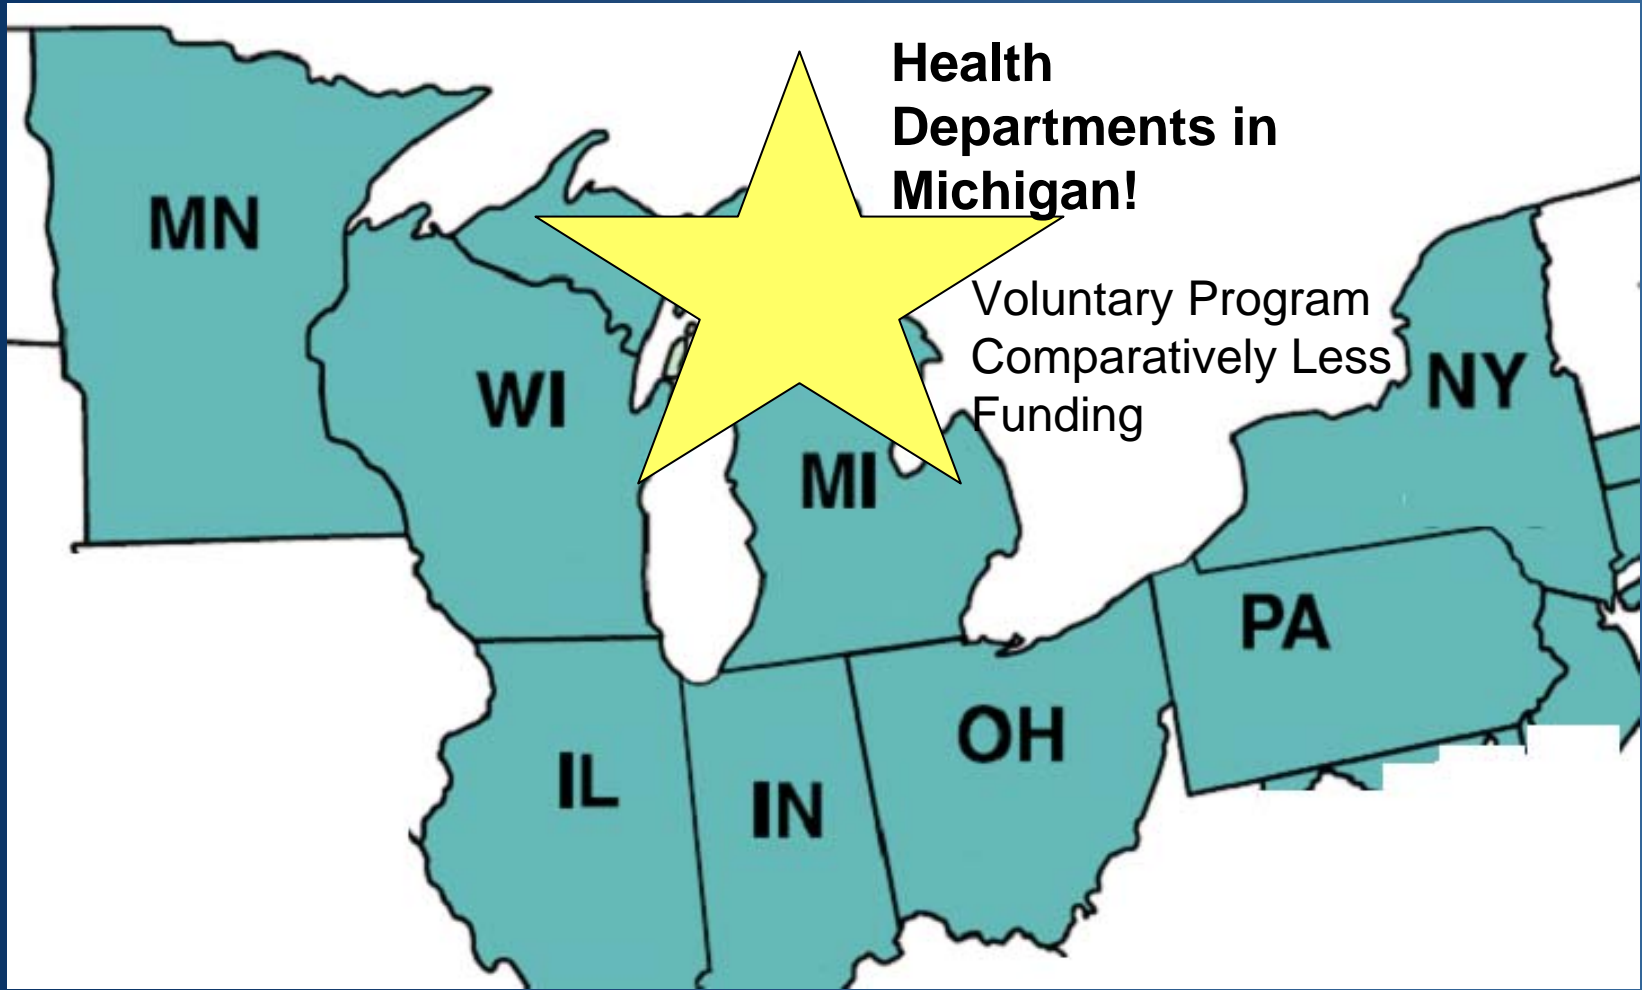 Health
Departments in
Michigan!
Voluntary Program
Comparatively Less
Funding
MN
WI
MI
NY
PA
OH
IL
IN